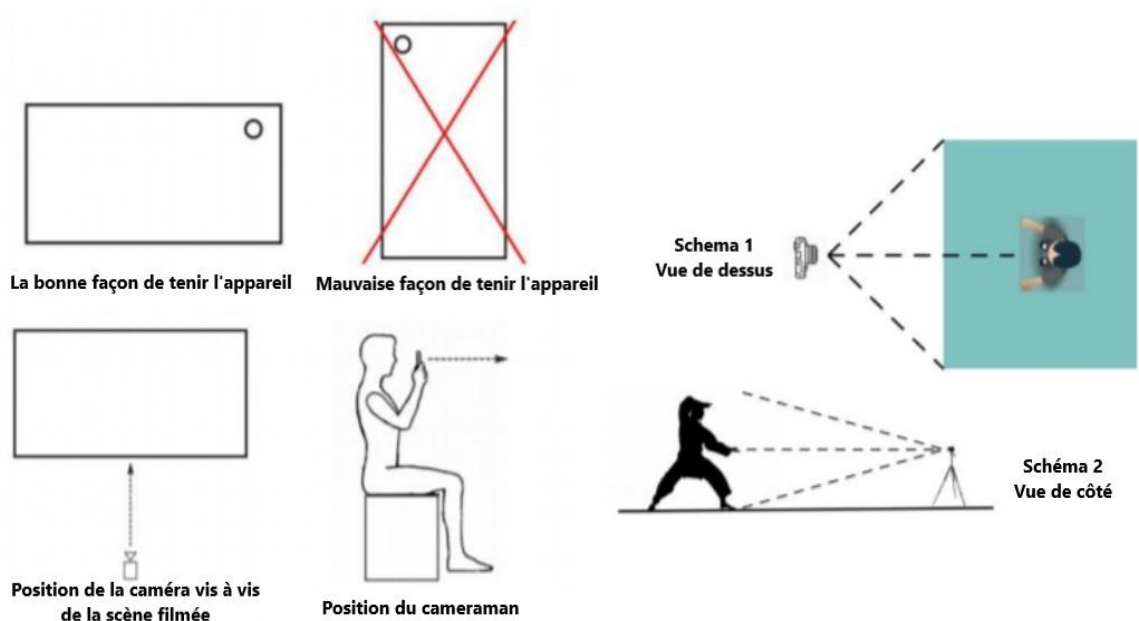 La bonne façon de tenir l'appareil
Mauvaise façon de tenir l'appareil
Schema 1
Vue de dessus
Position de la caméra vis à vis
de la scène filmée
Position du cameraman
Schéma 2
Vue de côté